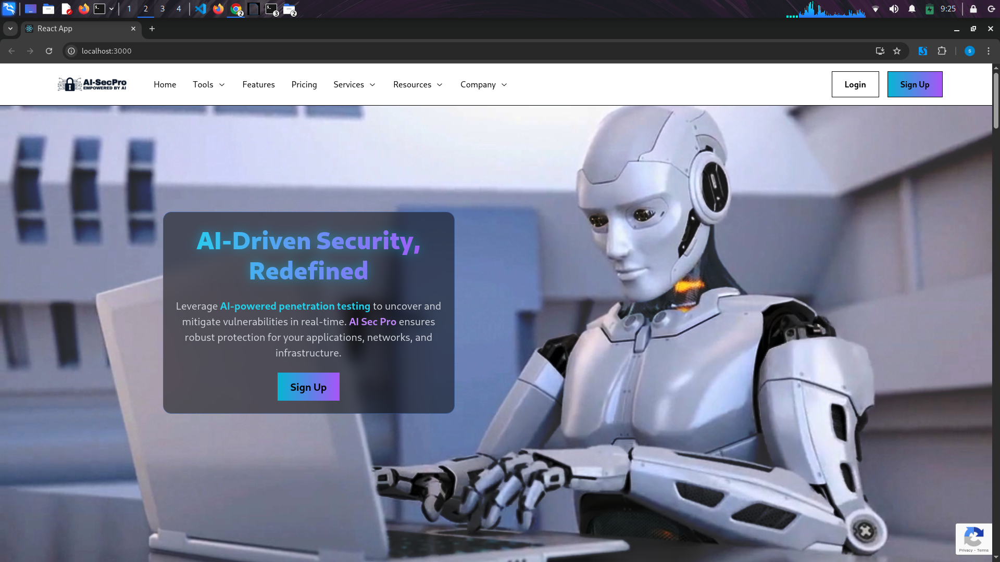 1 2 3 4
2 3 2
9:25
React App
localhost:3000
S
AI-SecPro
EMPOWERED BY AI
Home Tools Features Pricing Services Resources Company
Login Sign Up
AI-Driven Security,
Redefined
Leverage AI-powered penetration testing to uncover and
mitigate vulnerabilities in real-time. AI Sec Pro ensures
robust protection for your applications, networks, and
infrastructure.
Sign Up
Privacy - Terms